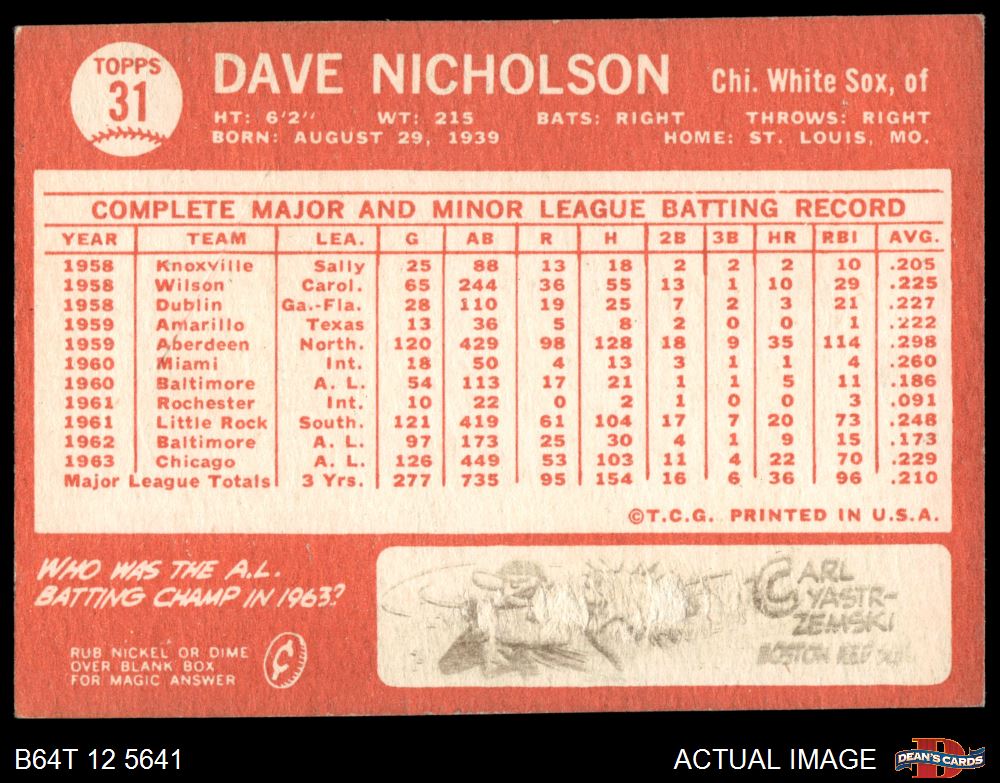 TOPPS
31
DAVE NICHOLSON Chi. White Sox, of
HT: 6'2" WT: 215 BATS: RIGHT THROWS: RIGHT
BORN: AUGUST 29, 1939 HOME: ST. LOUIS, MO.
COMPLETE MAJOR AND MINOR LEAGUE BATTING RECORD
YEAR TEAM LEA. G AB R H 2B 3B HR RBI AVG.
1958 Knoxville Sally 25 88 13 18 2 2 2 10 .205
1958 Wilson Carol. 65 244 36 55 13 1 10 29 .225
1958 Dublin Ga.-Fla. 28 110 19 25 7 2 3 21 .227
1959 Amarillo Texas 13 36 5 8 2 0 0 1 .222
1959 Aberdeen North. 120 429 98 128 18 9 35 114 .298
1960 Miami Int. 18 50 4 13 3 1 1 4 .260
1960 Baltimore A. L. 54 113 17 21 1 1 5 11 .186
1961 Rochester Int. 10 22 0 2 1 0 0 3 .091
1961 Little Rock South. 121 419 61 104 17 7 20 73 .248
1962 Baltimore A. L. 97 173 25 30 4 1 9 15 .173
1963 Chicago A. L. 126 449 53 103 11 4 22 70 .229
Major League Totals 3 Yrs. 277 735 95 154 16 6 36 96 .210
©T.C.G. PRINTED IN U.S.A.
WHO WAS THE A.L.
BATTING CHAMP IN 1963?
RUB NICKEL OR DIME
OVER BLANK BOX
FOR MAGIC ANSWER
CARL
YASTR-
ZEMSKI
BOSTON RED
B64T 12 5641 ACTUAL IMAGE
DEAN'S CARDS